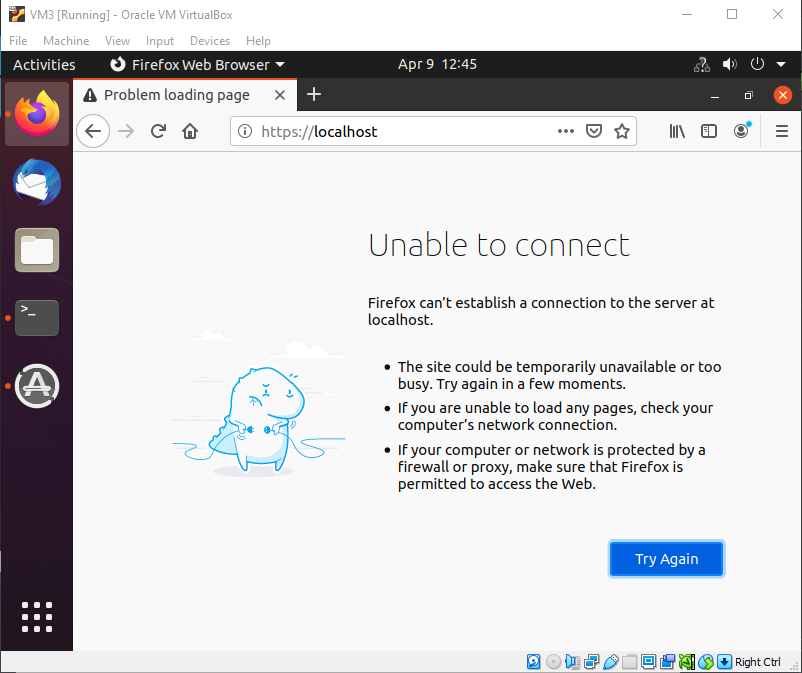 VM3 [Running] - Oracle VM VirtualBox
File Machine View Input Devices Help
Activities Firefox Web Browser Apr 9 12:45
Problem loading page
https://localhost
Unable to connect
Firefox can’t establish a connection to the server at
localhost.
The site could be temporarily unavailable or too
busy. Try again in a few moments.
If you are unable to load any pages, check your
computer’s network connection.
If your computer or network is protected by a
firewall or proxy, make sure that Firefox is
permitted to access the Web.
Try Again
Right Ctrl